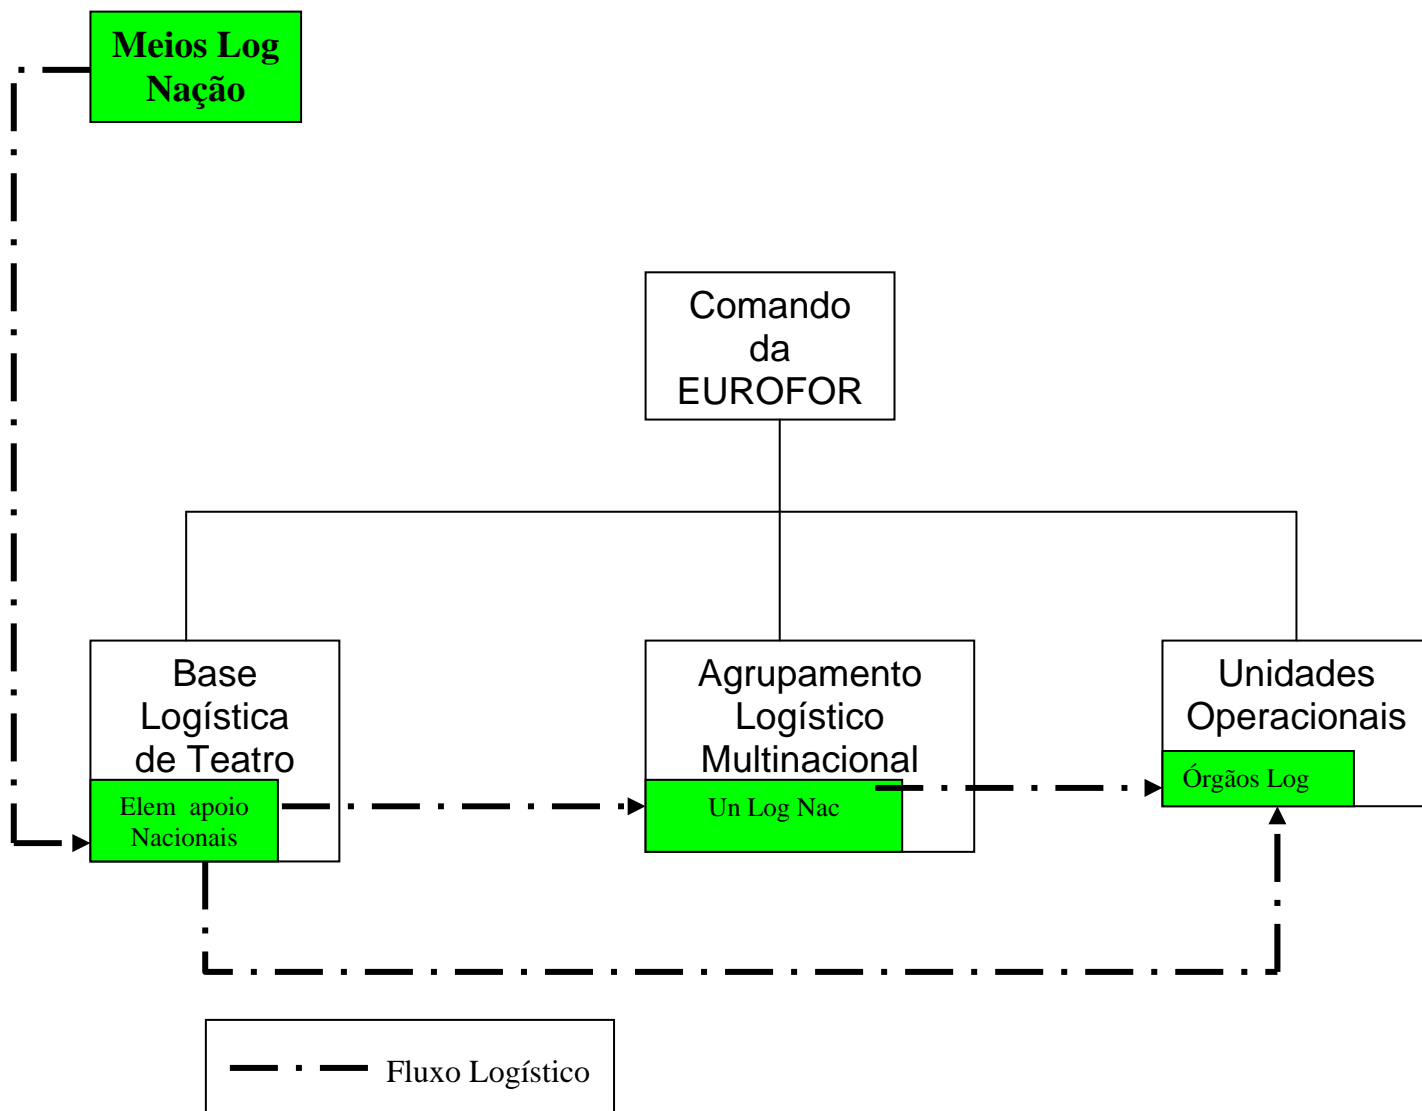 Meios Log
Nação
Comando
da
EUROFOR
Base
Logística
de Teatro
Elem apoio
Nacionais
Agrupamento
Logístico
Multinacional
Un Log Nac
Unidades
Operacionais
Órgãos Log
Fluxo Logístico